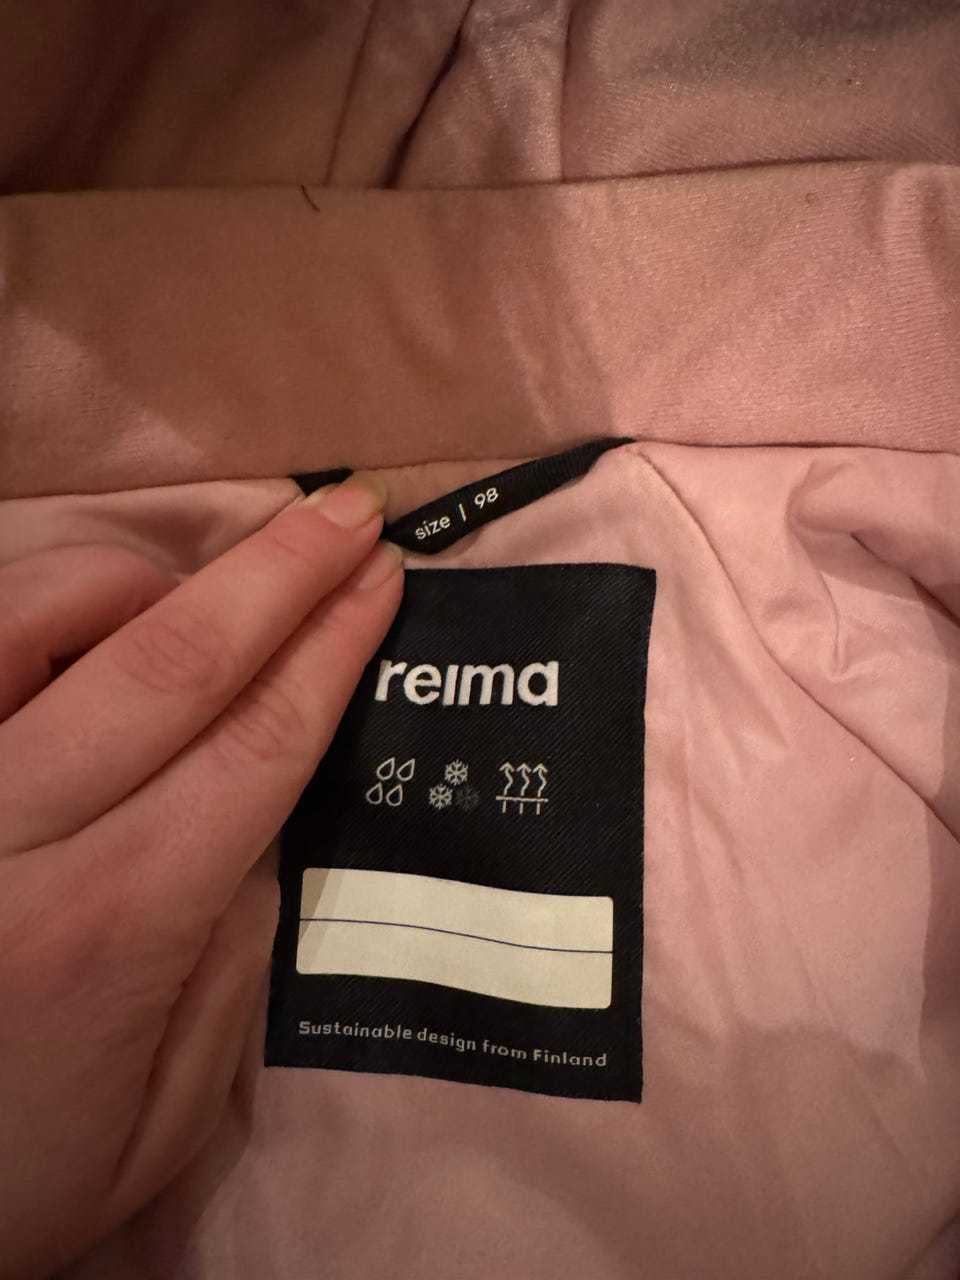 size | 98
reima
Sustainable design from Finland